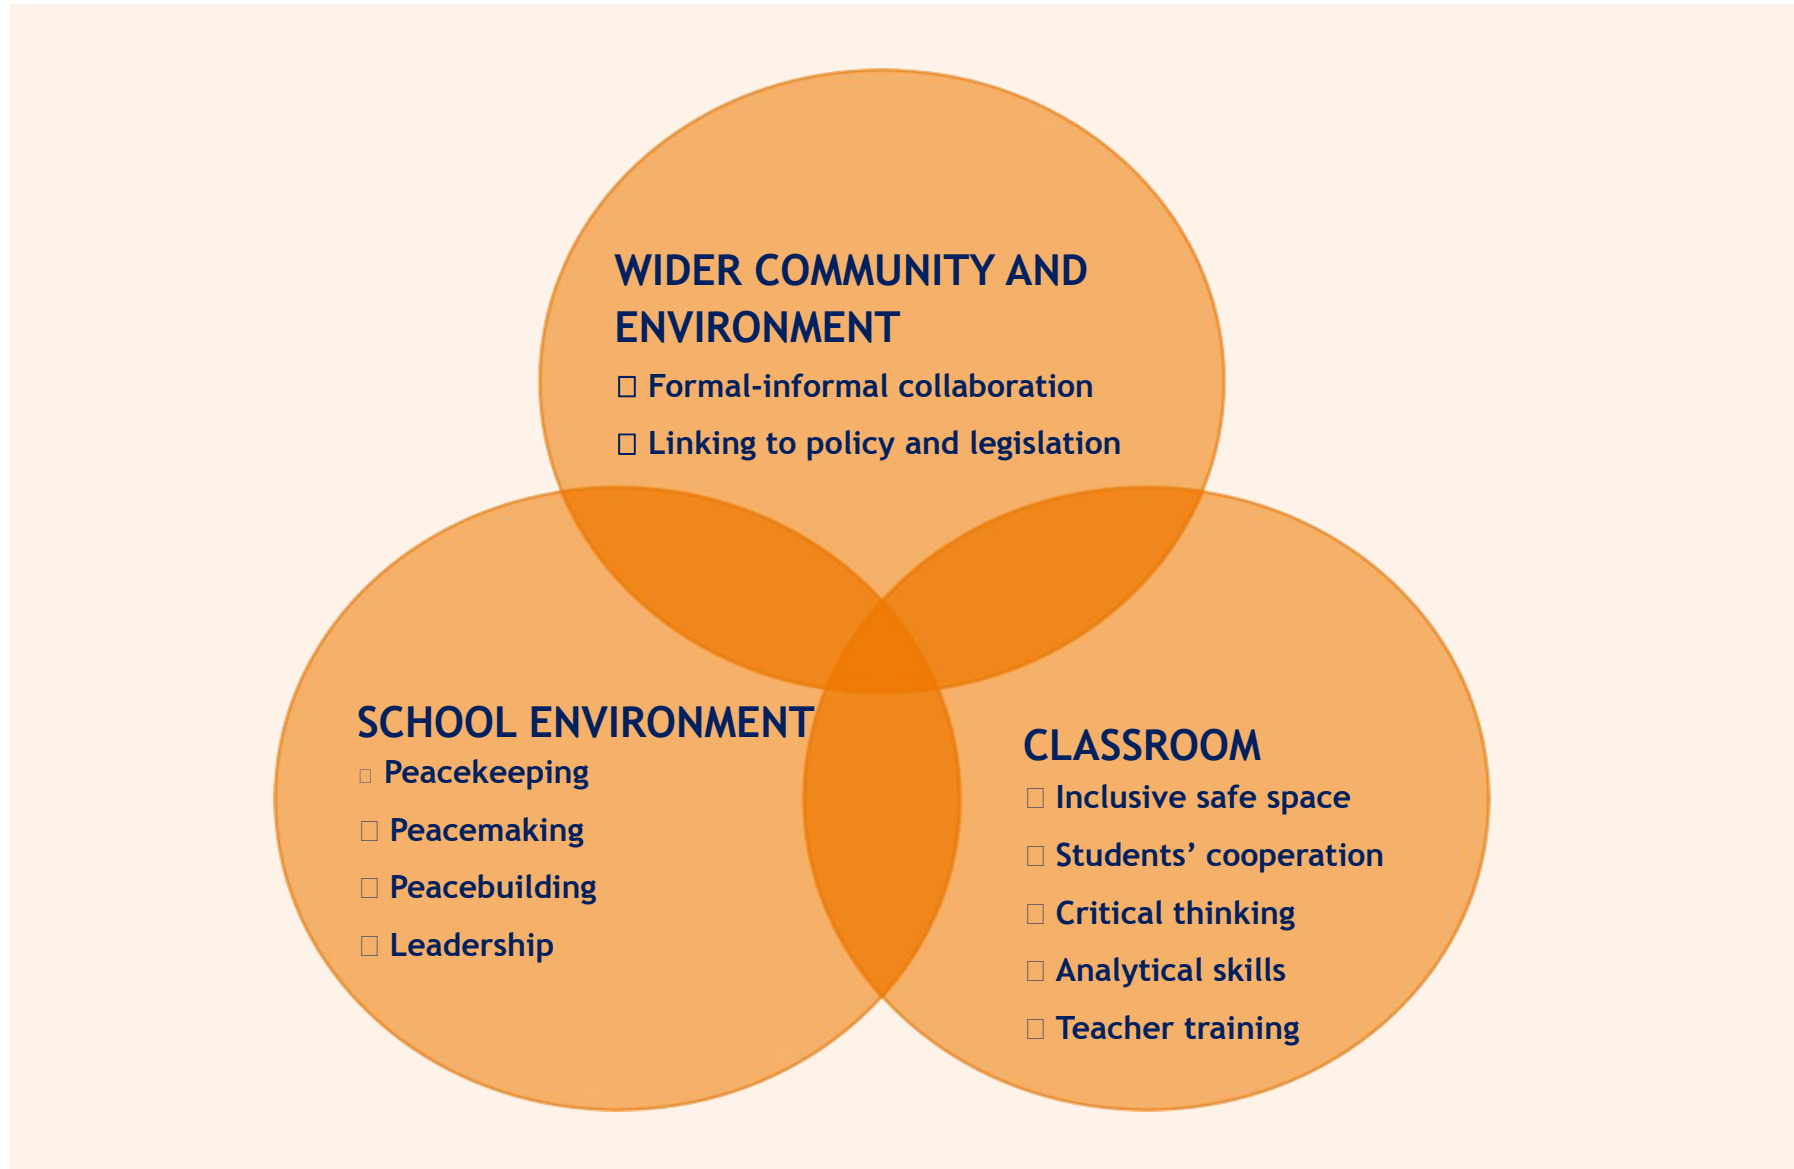 WIDER COMMUNITY AND
ENVIRONMENT
□ Formal-informal collaboration
□ Linking to policy and legislation
SCHOOL ENVIRONMENT
□ Peacekeeping
□ Peacemaking
□ Peacebuilding
□ Leadership
CLASSROOM
□ Inclusive safe space
□ Students’ cooperation
□ Critical thinking
□ Analytical skills
□ Teacher training